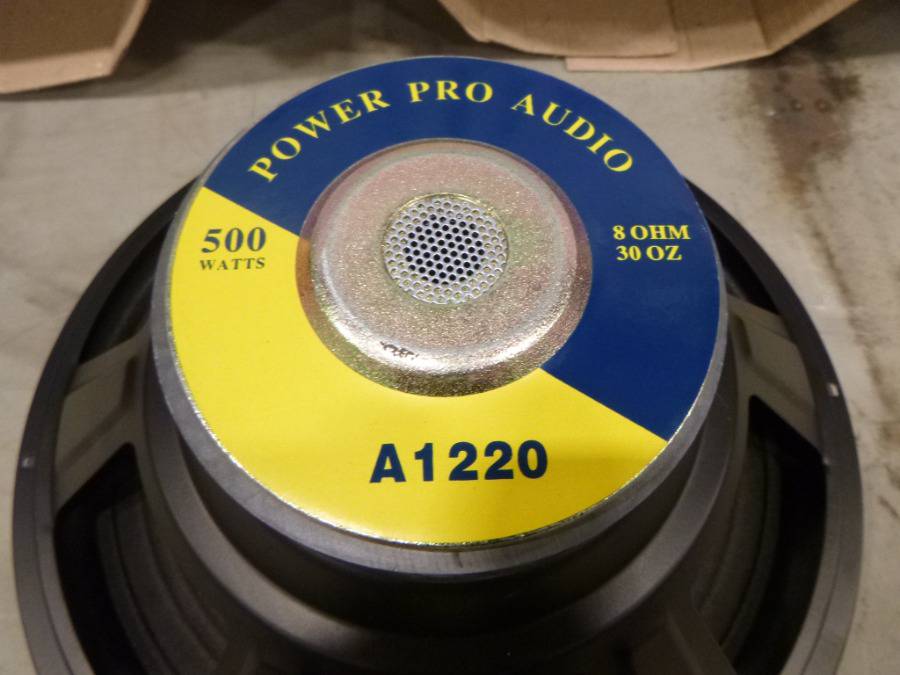 POWER PRO AUDIO
500
WATTS
8 OHM
30 OZ
A1220